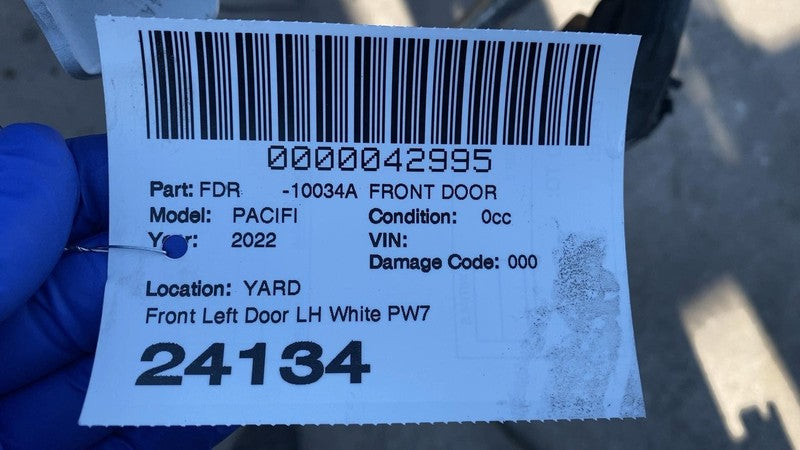 0000042995
Part: FDR -10034A FRONT DOOR
Model: PACIFI Condition: 0cc
Year: 2022 VIN:
Damage Code: 000
Location: YARD
Front Left Door LH White PW7
24134